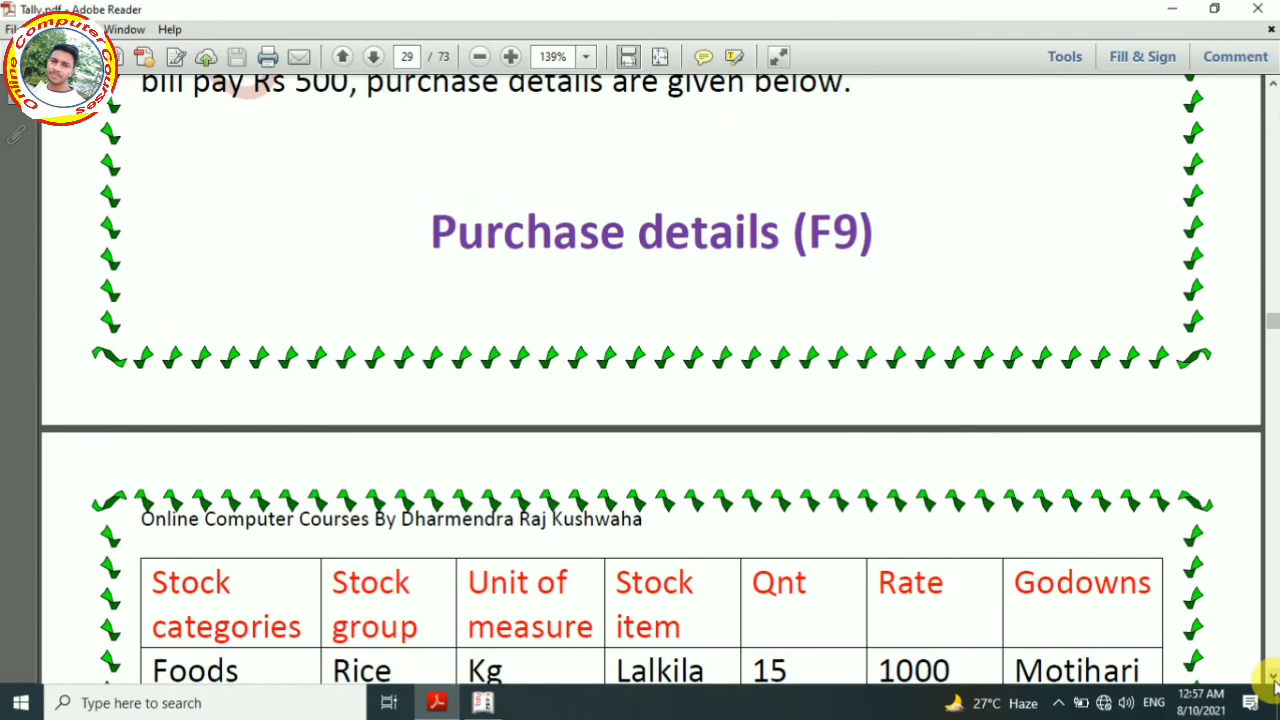 Tally.pdf - Adobe Reader
Window Help
29 / 73 139% Tools Fill & Sign Comment
Online Computer Courses
bill pay Rs 500, purchase details are given below.
Purchase details (F9)
Online Computer Courses By Dharmendra Raj Kushwaha
Stock categories Stock group Unit of measure Stock item Qnt Rate Godowns
Foods Rice Kg Lalkila 15 1000 Motihari
Type here to search 27°C Haze ENG 12:57 AM
8/10/2021